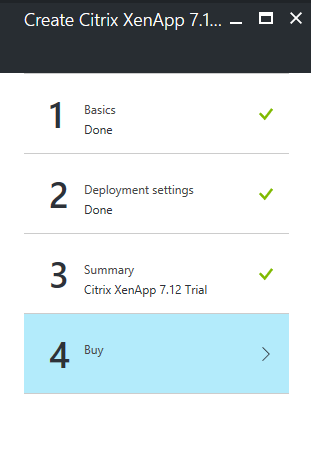 Create Citrix XenApp 7.1...
1
Basics
Done
2
Deployment settings
Done
3
Summary
Citrix XenApp 7.12 Trial
4
Buy